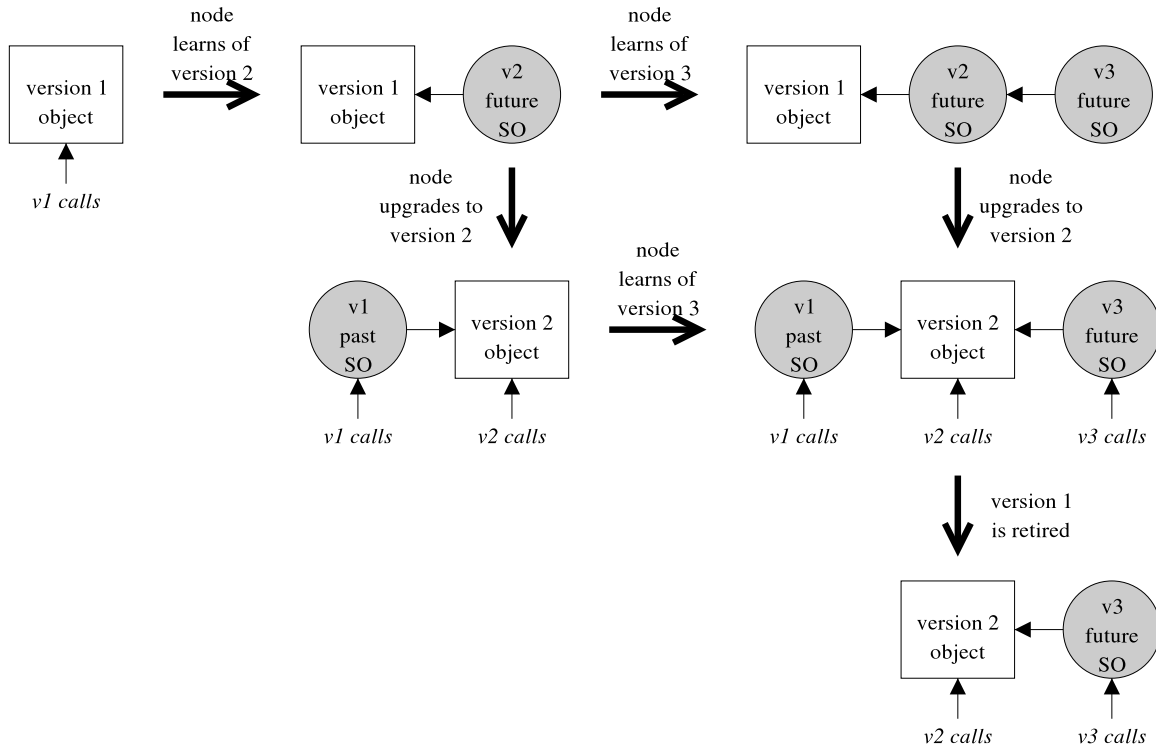 node
learns of
version 2
node
learns of
version 3
version 1
object
version 1
object
v2
future
SO
version 1
object
v2
future
SO
v3
future
SO
v1 calls
node
upgrades to
version 2
node
upgrades to
version 2
node
learns of
version 3
v1
past
SO
version 2
object
v1
past
SO
version 2
object
v3
future
SO
v1 calls
v2 calls
v1 calls
v2 calls
v3 calls
version 1
is retired
version 2
object
v3
future
SO
v2 calls
v3 calls